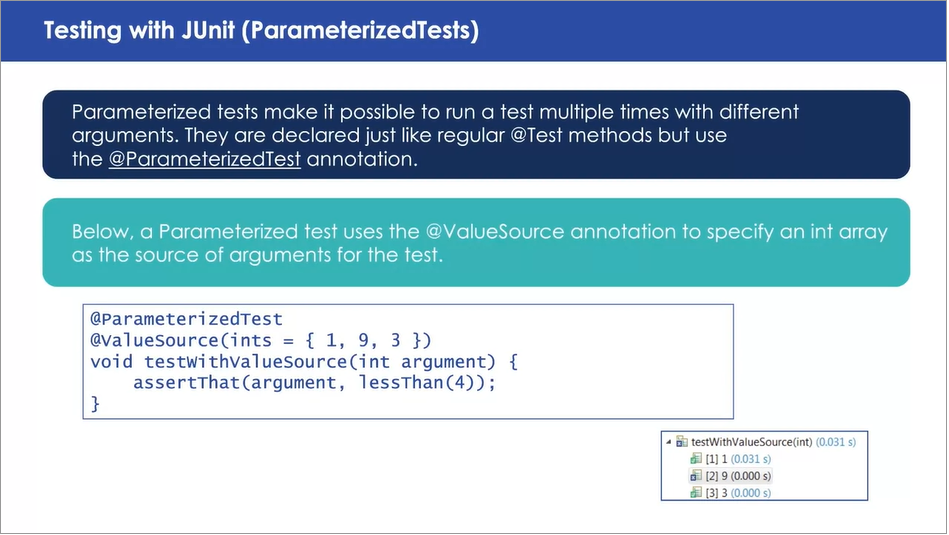 Testing with JUnit (ParameterizedTests)
Parameterized tests make it possible to run a test multiple times with different
arguments. They are declared just like regular @Test methods but use
the @ParameterizedTest annotation.
Below, a Parameterized test uses the @ValueSource annotation to specify an int array
as the source of arguments for the test.
@ParameterizedTest
@ValueSource(ints = { 1, 9, 3 })
void testWithValueSource(int argument) {
    assertThat(argument, lessThan(4));
}
testWithValueSource(int) (0.031 s)
[1] 1 (0.031 s)
[2] 9 (0.000 s)
[3] 3 (0.000 s)